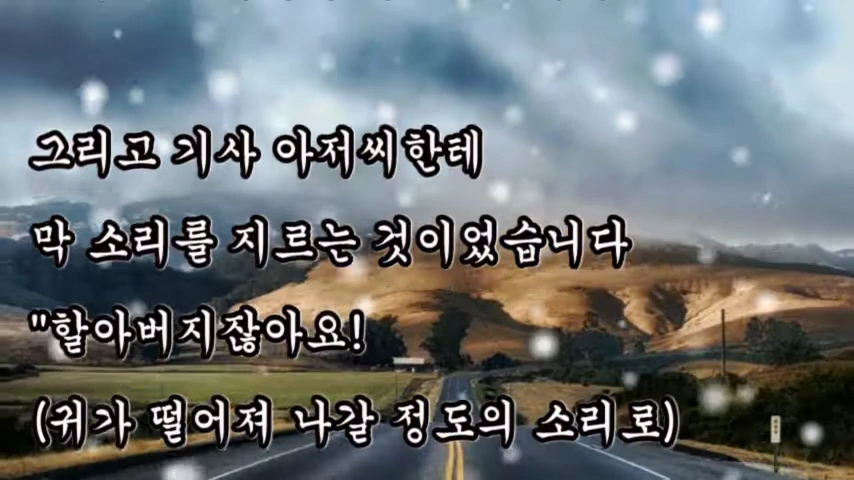 그리고 기사 아저씨한테
막 소리를 지르는 것이었습니다
"할아버지잖아요!
(귀가 떨어져 나갈 정도의 소리로)